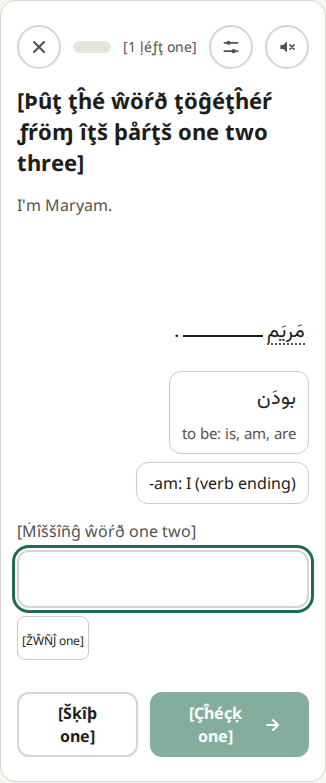 [1 ļéƒţ one]
[Þûţ ţĥé ŵöŕð ţöĝéţĥéŕ
ƒŕöɱ îţš þåŕţš one two
three]
I'm Maryam.
مَریَم ________ .
بودَن
to be: is, am, are
-am: I (verb ending)
[Ṁîššîñĝ ŵöŕð one two]
[ŽŴÑĴ one]
[Šķîþ
one]
[Çĥéçķ
one]